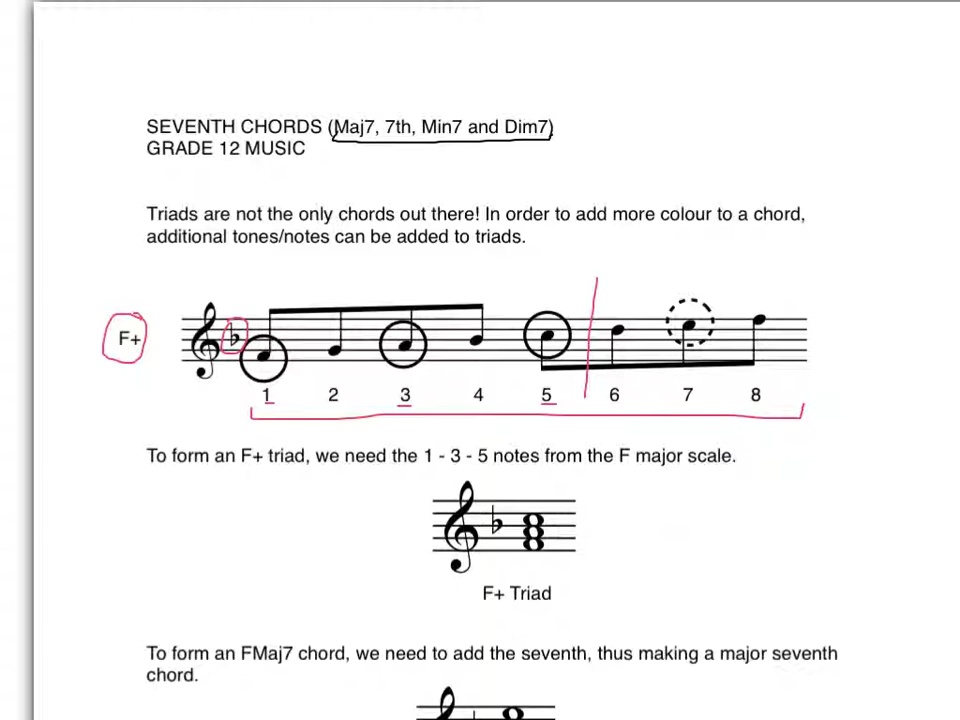 SEVENTH CHORDS (Maj7, 7th, Min7 and Dim7)
GRADE 12 MUSIC
Triads are not the only chords out there! In order to add more colour to a chord,
additional tones/notes can be added to triads.
F+
1 2 3 4 5 6 7 8
To form an F+ triad, we need the 1 - 3 - 5 notes from the F major scale.
F+ Triad
To form an FMaj7 chord, we need to add the seventh, thus making a major seventh
chord.